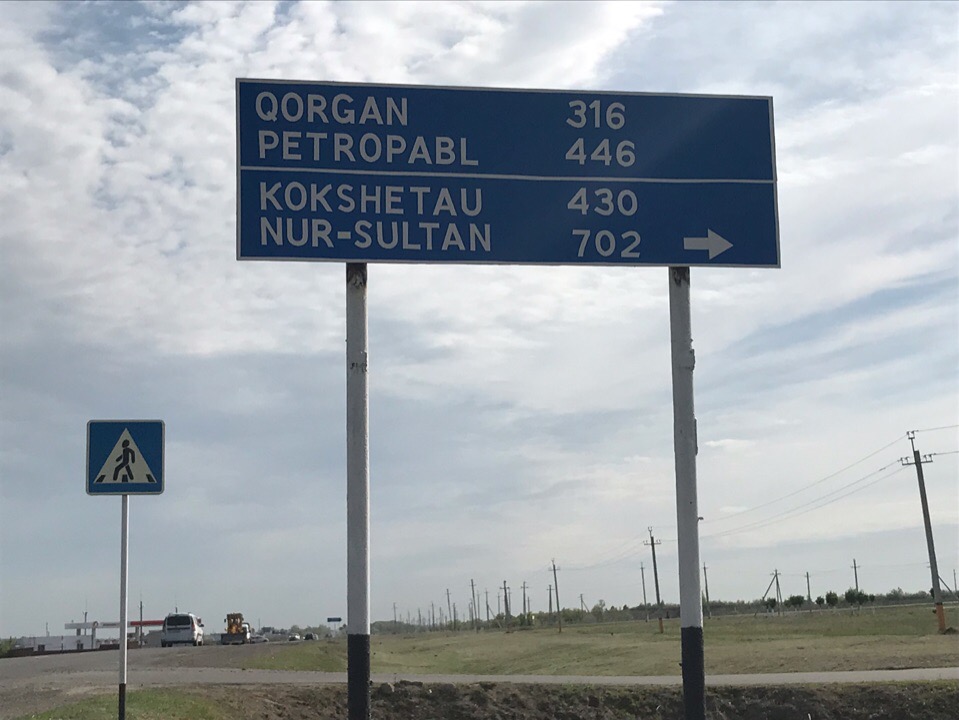 QORGAN 316
PETROPABL 446
KOKSHETAU 430
NUR-SULTAN 702